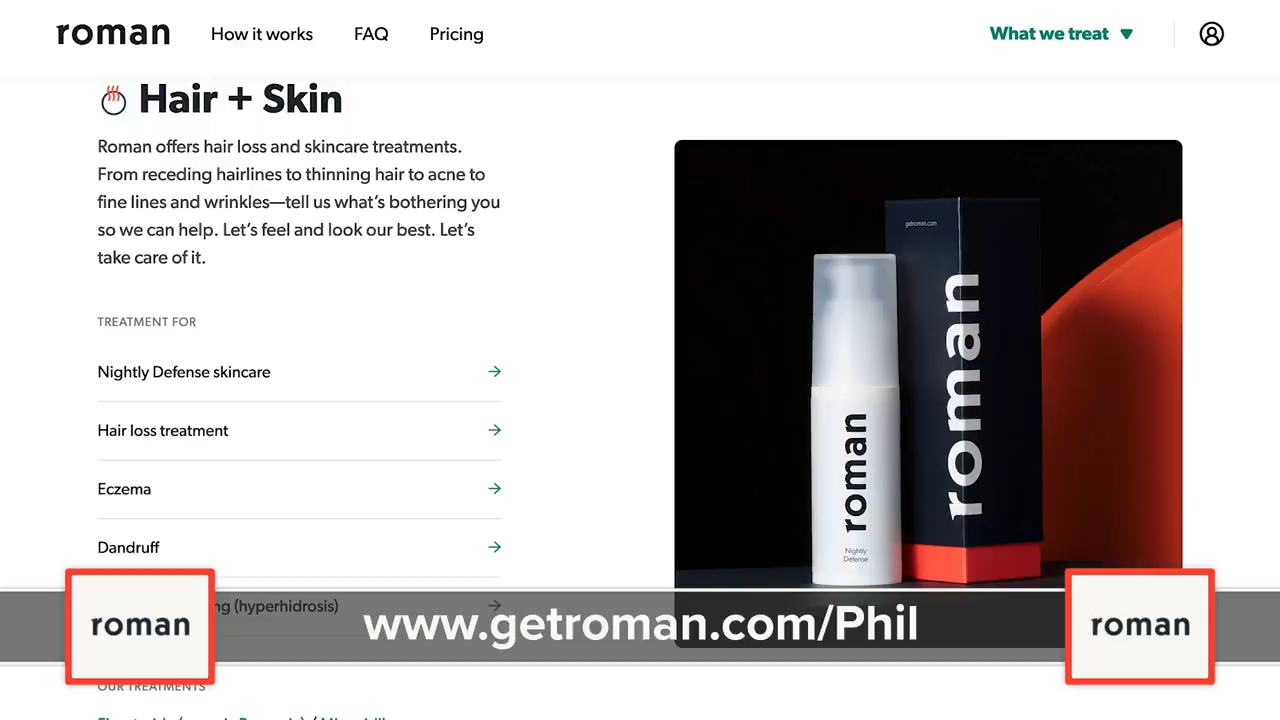 roman How it works FAQ Pricing What we treat
Hair + Skin
Roman offers hair loss and skincare treatments.
From receding hairlines to thinning hair to acne to
fine lines and wrinkles—tell us what's bothering you
so we can help. Let's feel and look our best. Let's
take care of it.
TREATMENT FOR
Nightly Defense skincare
Hair loss treatment
Eczema
Dandruff
(hyperhidrosis)
OUR TREATMENTS
getroman.com
roman
roman
Nightly
Defense
roman
www.getroman.com/Phil
roman